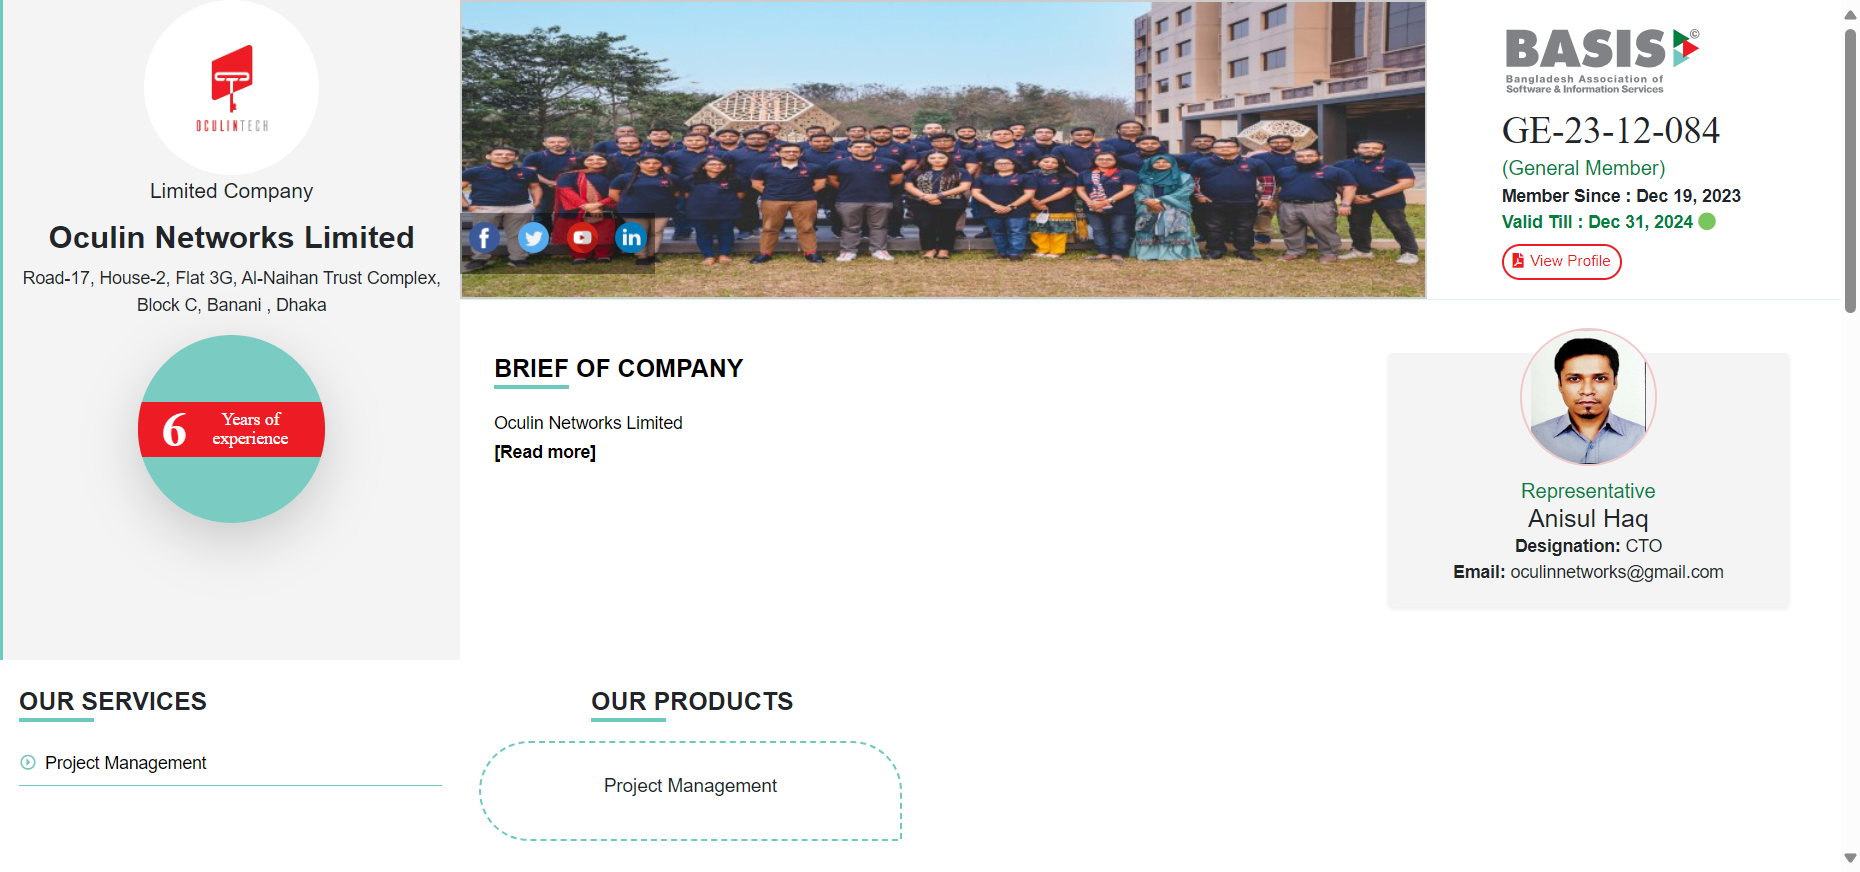 OCULINTECH
Limited Company
Oculin Networks Limited
Road-17, House-2, Flat 3G, Al-Naihan Trust Complex,
Block C, Banani , Dhaka
6
Years of
experience
BASIS©
Bangladesh Association of
Software & Information Services
GE-23-12-084
(General Member)
Member Since : Dec 19, 2023
Valid Till : Dec 31, 2024
View Profile
BRIEF OF COMPANY
Oculin Networks Limited
[Read more]
Representative
Anisul Haq
Designation: CTO
Email: oculinnetworks@gmail.com
OUR SERVICES
Project Management
OUR PRODUCTS
Project Management